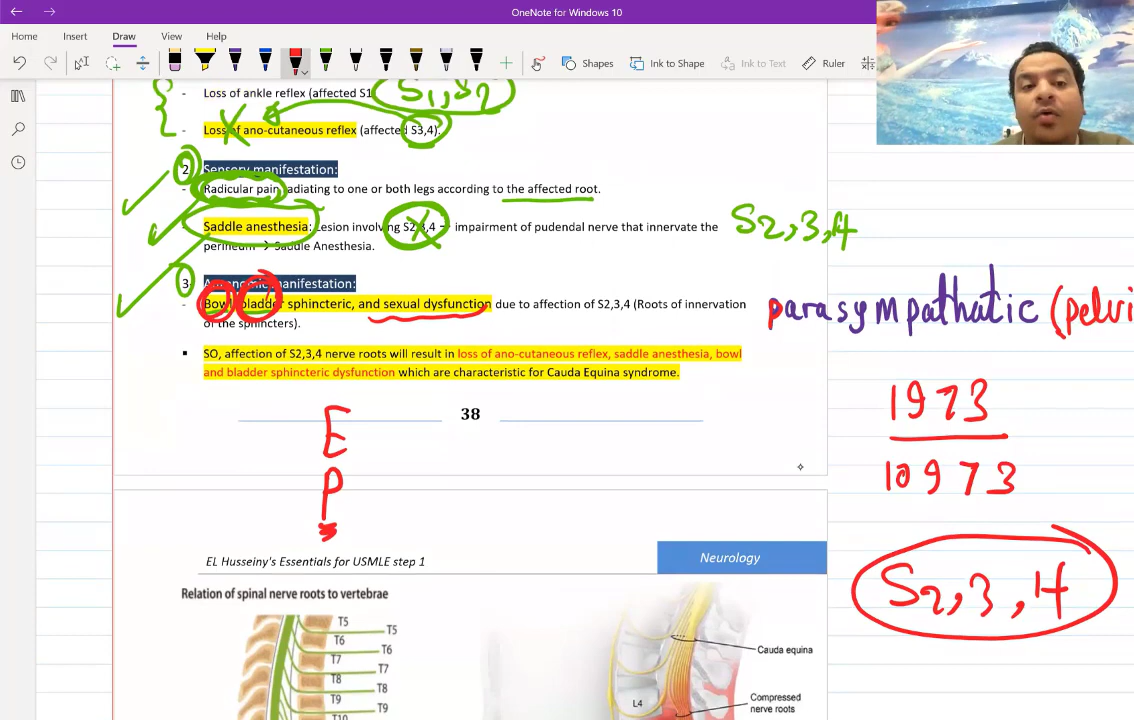 OneNote for Windows 10
Home Insert Draw View Help
Shapes Ink to Shape Ink to Text Ruler
- Loss of ankle reflex (affected S1
S1, S2
- Loss of ano-cutaneous reflex (affected S3,4).
2 Sensory manifestation:
- Radicular pain radiating to one or both legs according to the affected root.
- Saddle anesthesia: Lesion involving S2,3,4 → impairment of pudendal nerve that innervate the
perineum → Saddle Anesthesia.
S2,3,4
3- Autonomic manifestation:
- Bowl bladder sphincteric, and sexual dysfunction due to affection of S2,3,4 (Roots of innervation
of the sphincters).
parasympathatic (pelvi
▪ SO, affection of S2,3,4 nerve roots will result in loss of ano-cutaneous reflex, saddle anesthesia, bowl
and bladder sphincteric dysfunction which are characteristic for Cauda Equina syndrome.
1973
10973
38
E
P
S2,3,4
EL Husseiny's Essentials for USMLE step 1
Neurology
Relation of spinal nerve roots to vertebrae
T5 T5
T6 T6
T7 T7
T8 T8
T9 T9
T10
Cauda equina
L4
Compressed
nerve roots